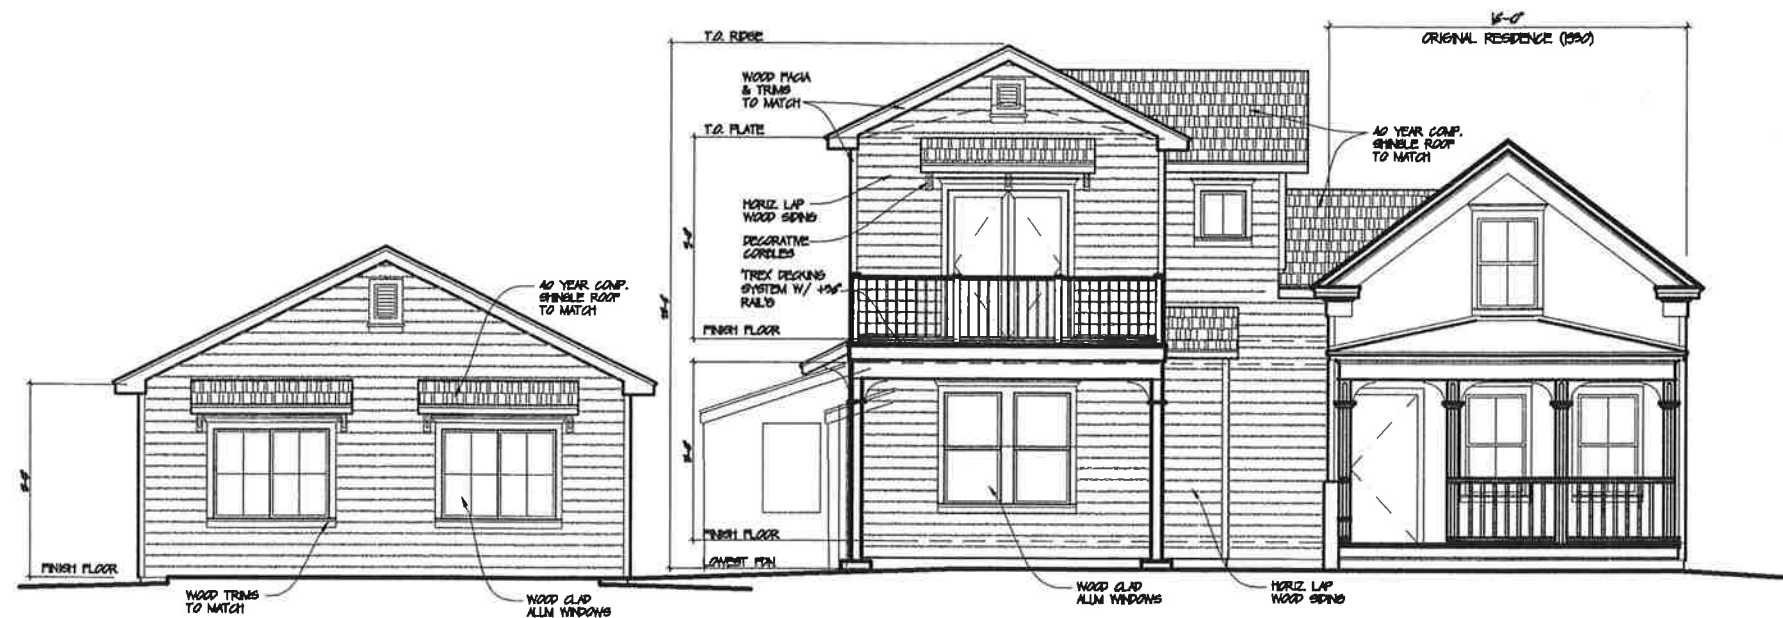 T.O. RIDGE
WOOD FACIA
& TRIMS
TO MATCH
T.O. PLATE
HORIZ. LAP
WOOD SIDING
DECORATIVE
CORBLES
'TREX' DECKING
SYSTEM W/ +36"
RAIL'S
FINISH FLOOR
FINISH FLOOR
LOWEST FDN
16'-0"
ORIGINAL RESIDENCE
40 YEAR COMP.
SHINGLE ROOF
TO MATCH
40 YEAR COMP.
SHINGLE ROOF
TO MATCH
FINISH FLOOR
WOOD TRIMS
TO MATCH
WOOD CLAD
ALUM WINDOWS
WOOD CLAD
ALUM WINDOWS
HORIZ. LAP
WOOD SIDING